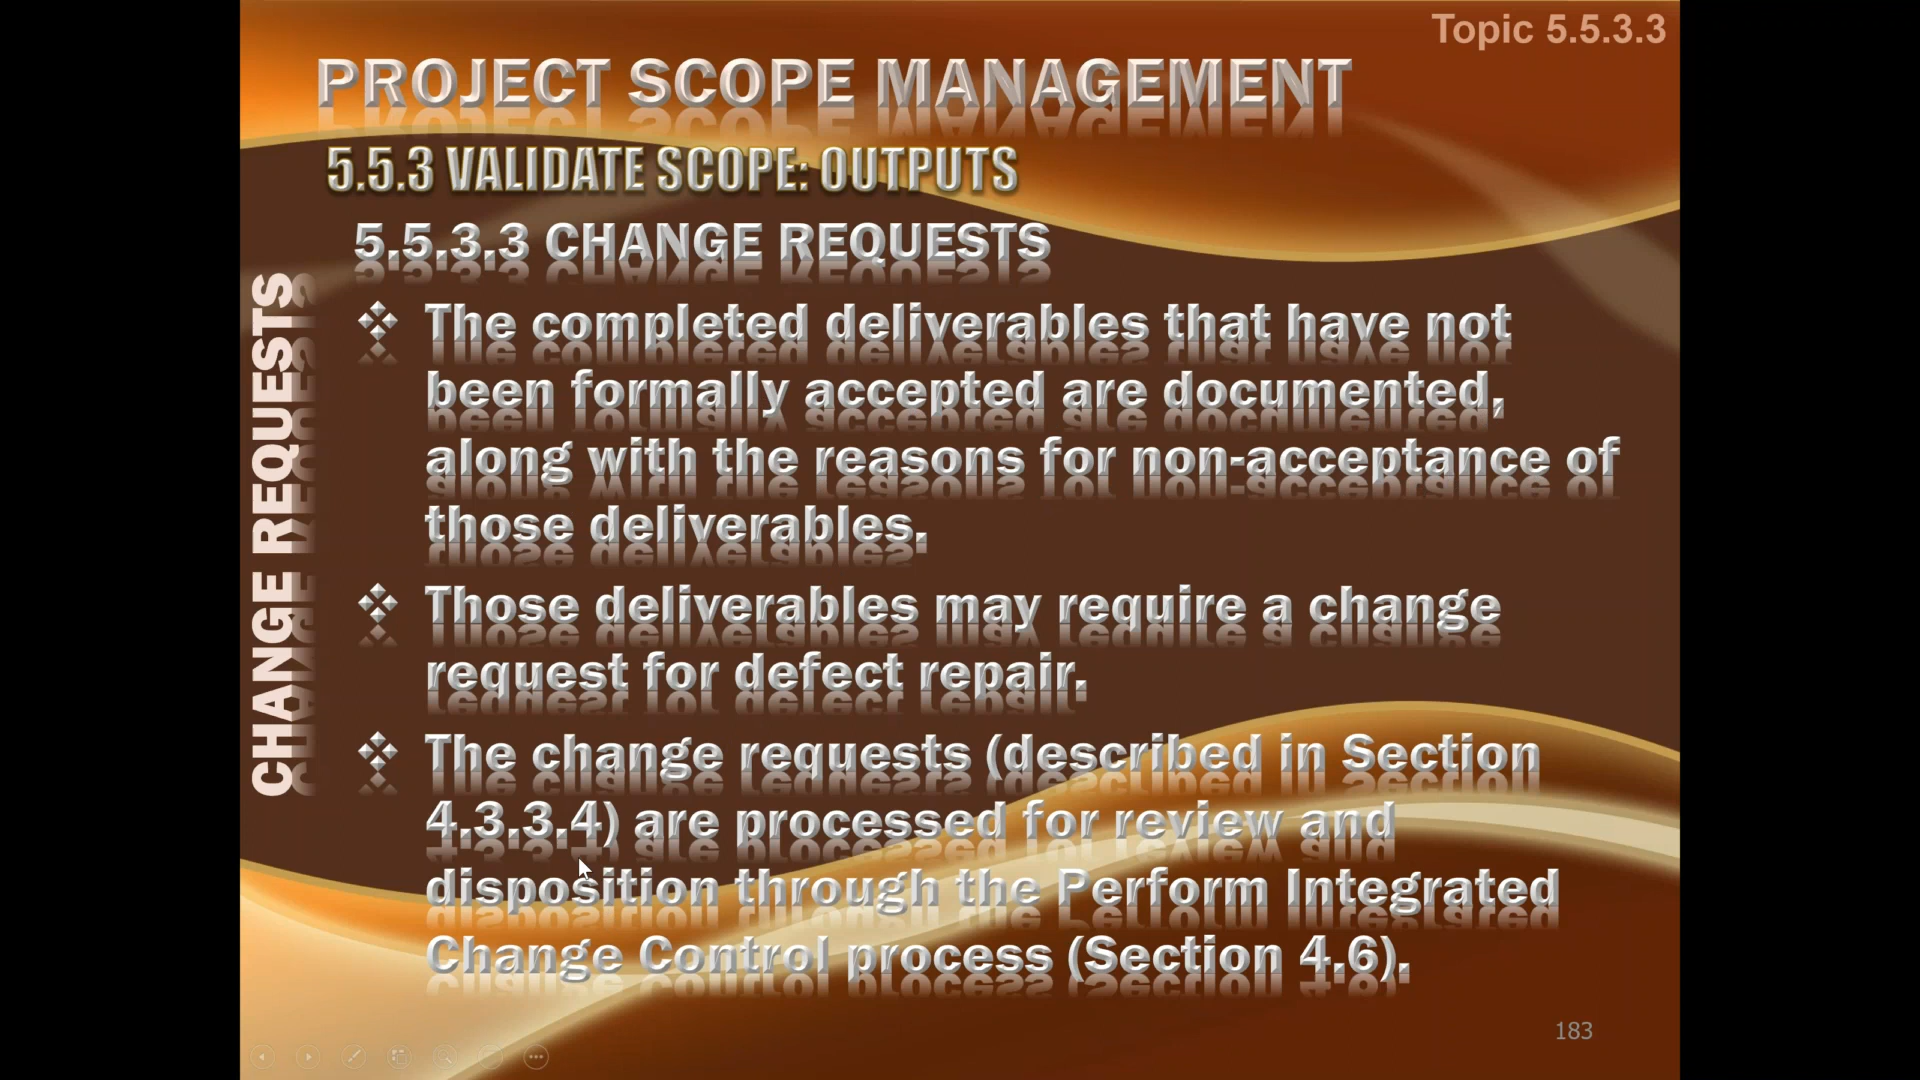 Topic 5.5.3.3
PROJECT SCOPE MANAGEMENT
5.5.3 VALIDATE SCOPE: OUTPUTS
5.5.3.3 CHANGE REQUESTS
CHANGE REQUESTS
The completed deliverables that have not
been formally accepted are documented,
along with the reasons for non-acceptance of
those deliverables.
Those deliverables may require a change
request for defect repair.
The change requests (described in Section
4.3.3.4) are processed for review and
disposition through the Perform Integrated
Change Control process (Section 4.6).
183